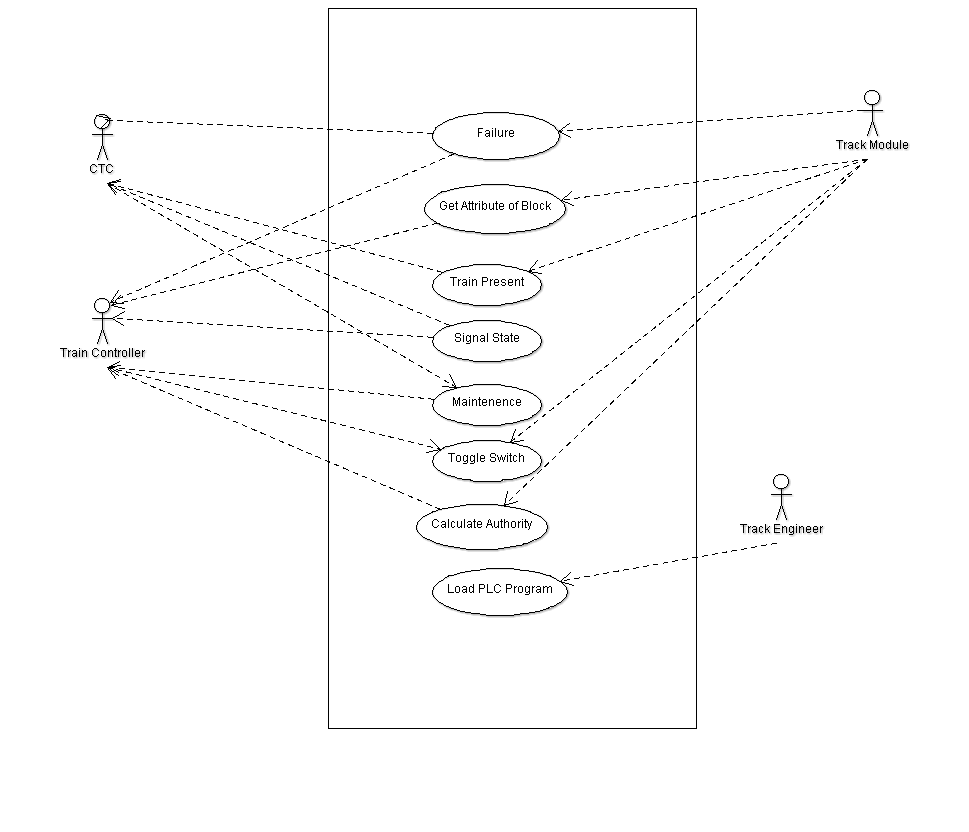 Failure
Track Module
CTC
Get Attribute of Block
Train Present
Signal State
Train Controller
Maintenence
Toggle Switch
Calculate Authority
Track Engineer
Load PLC Program